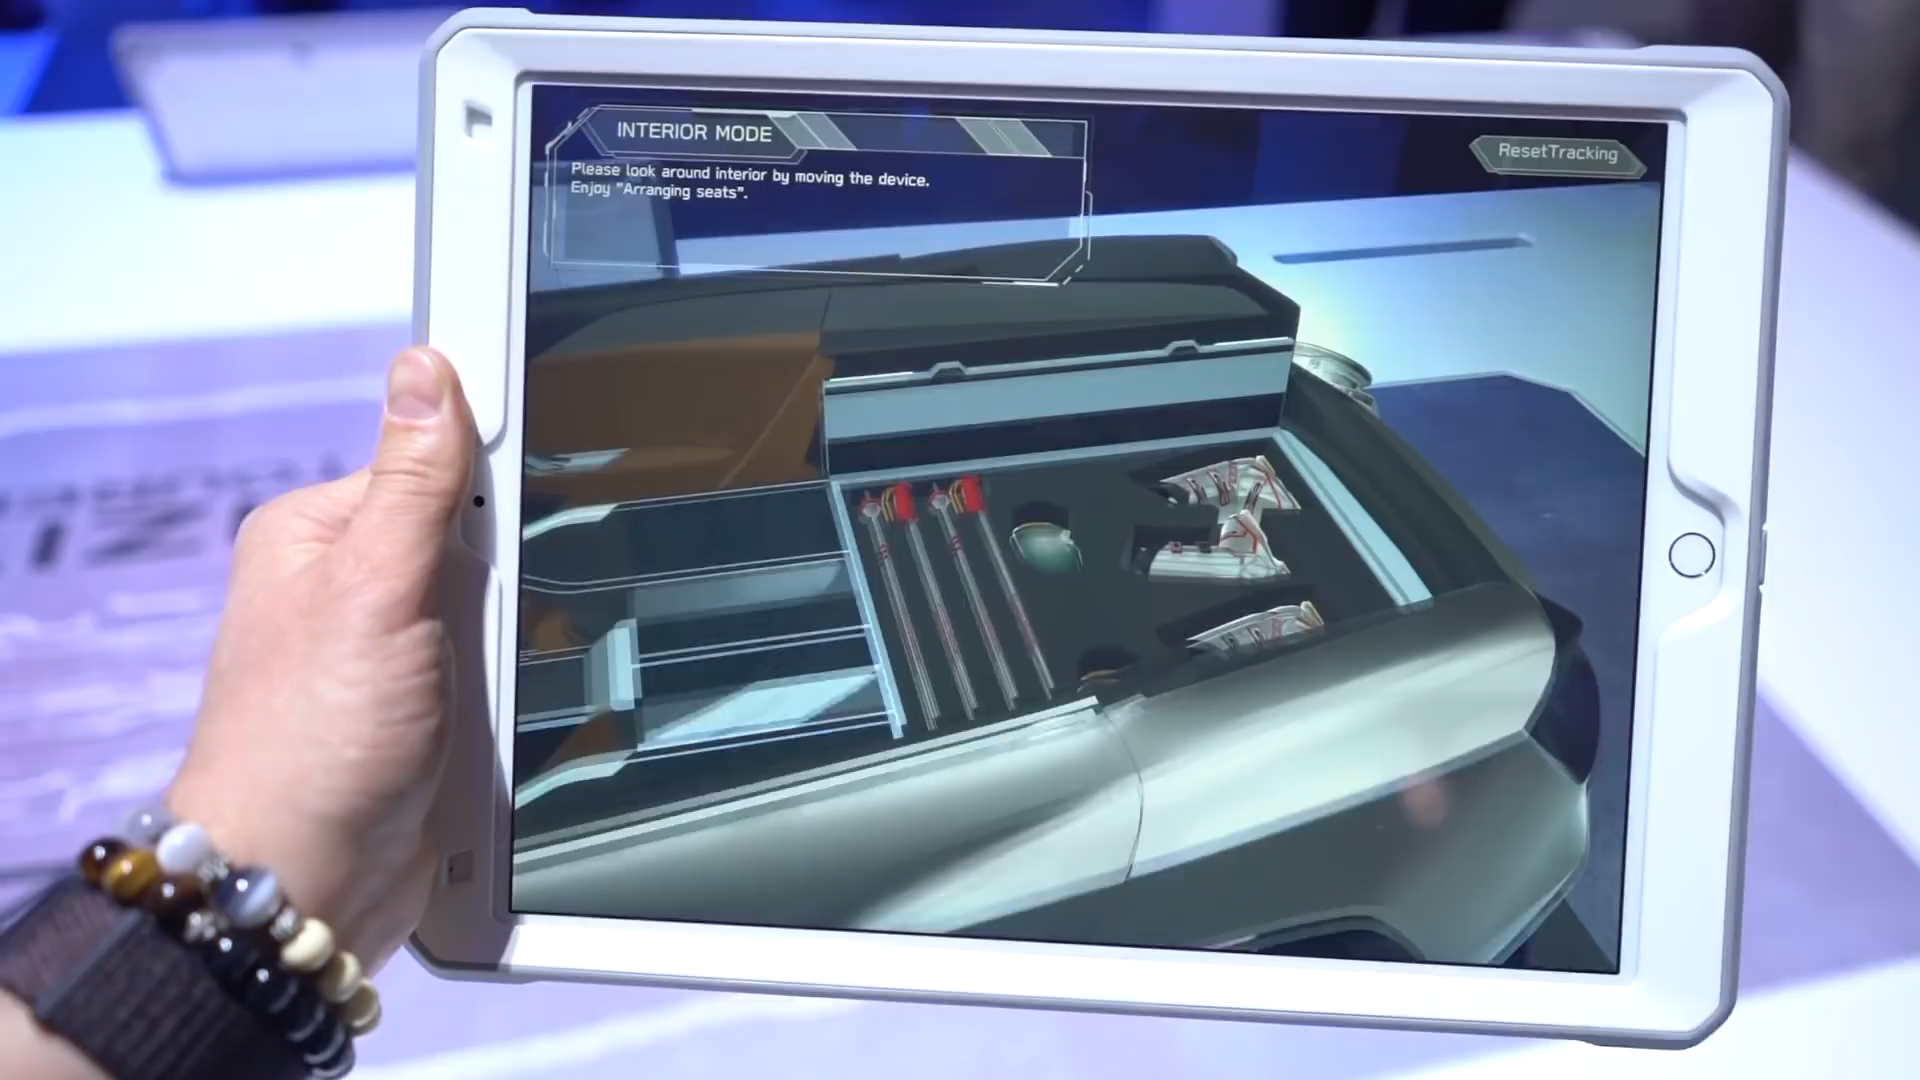 INTERIOR MODE
ResetTracking
Please look around interior by moving the device.
Enjoy "Arranging seats".